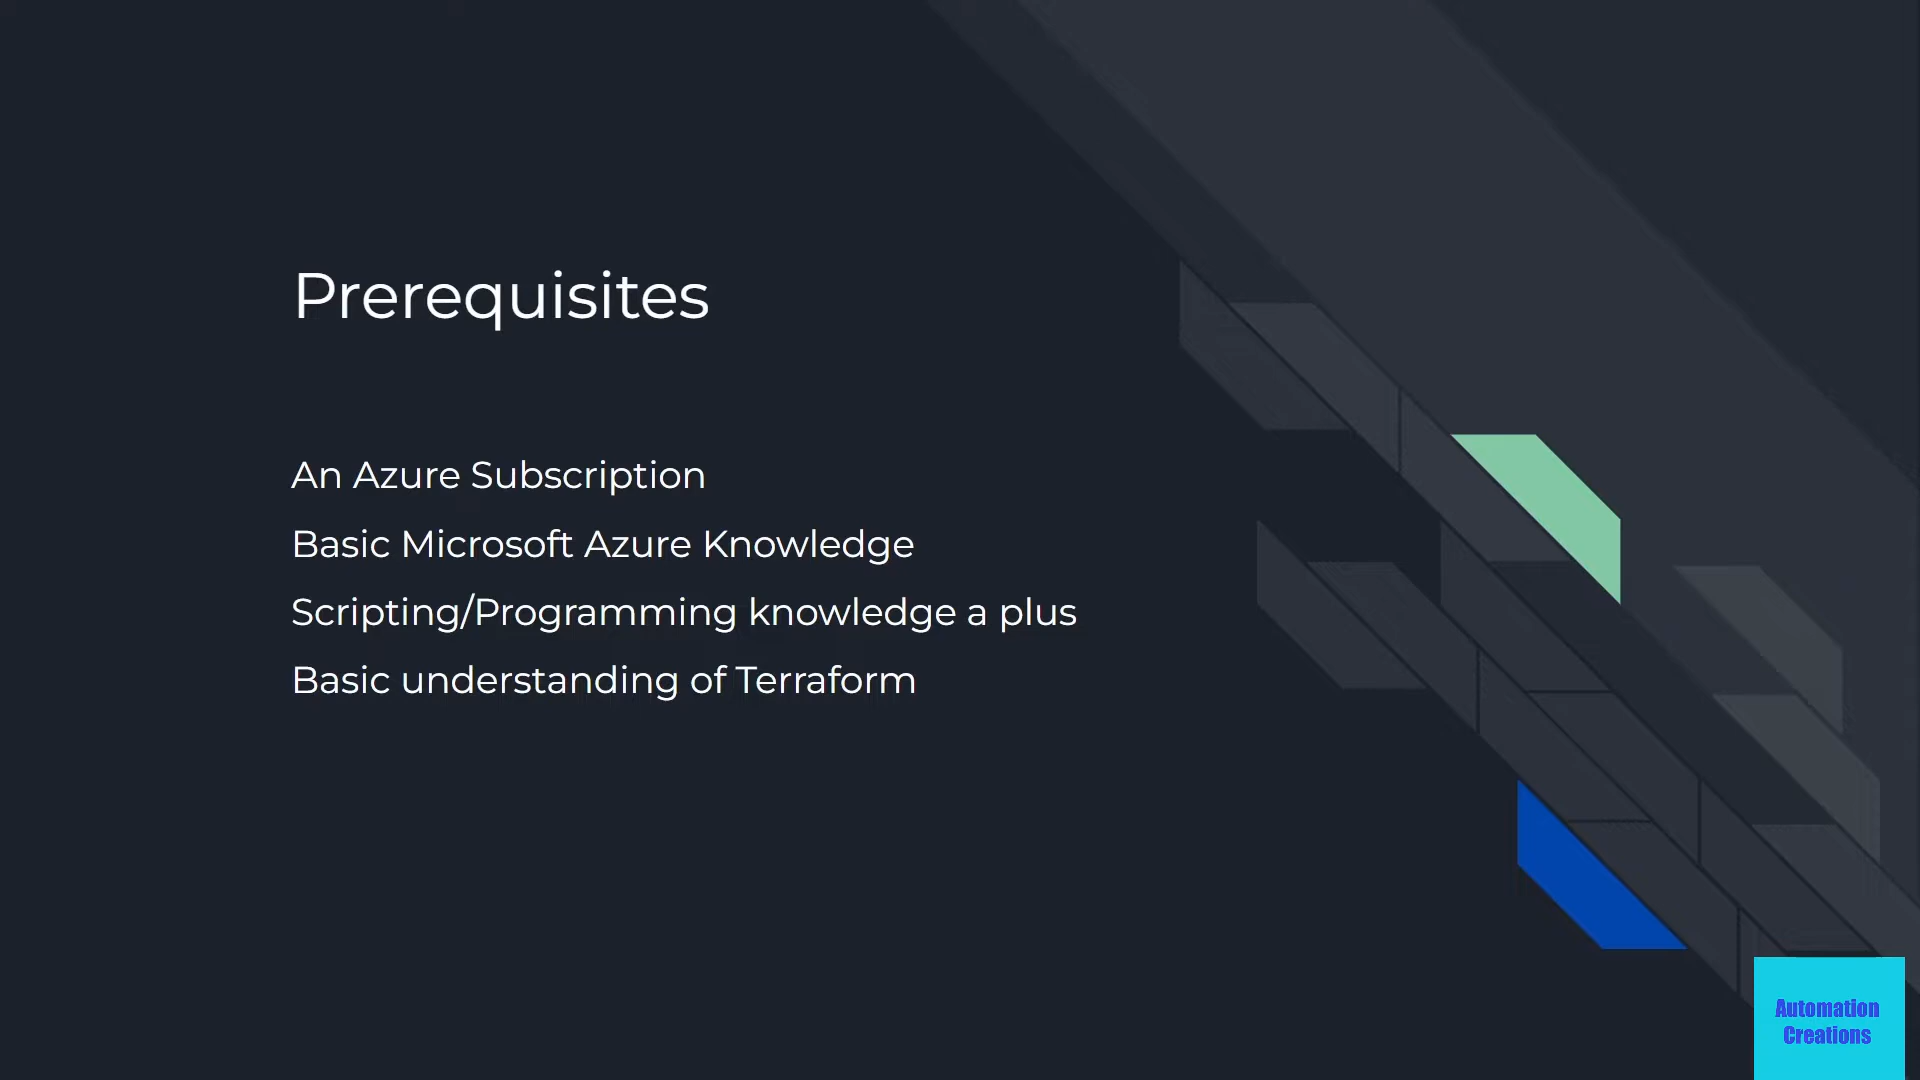 Prerequisites
An Azure Subscription
Basic Microsoft Azure Knowledge
Scripting/Programming knowledge a plus
Basic understanding of Terraform
Automation
Creations